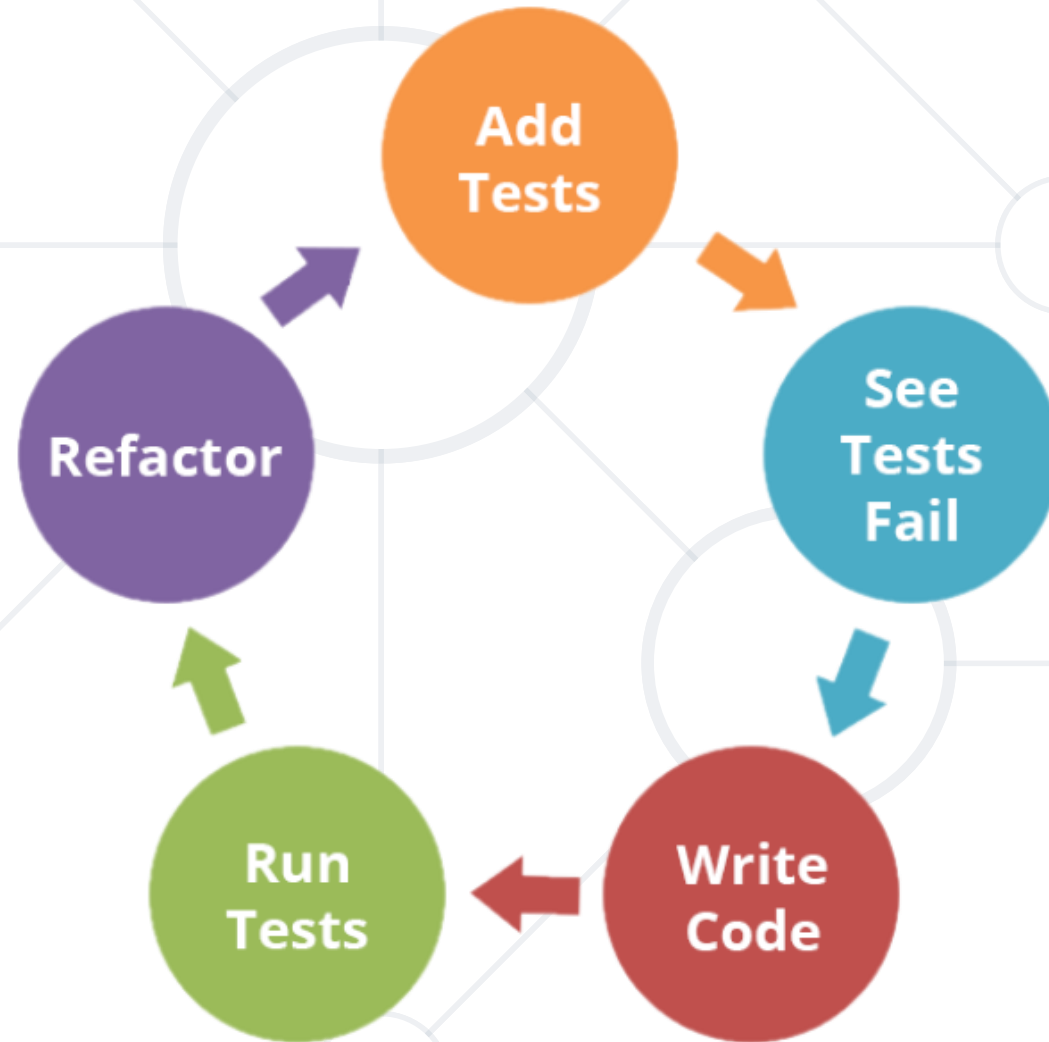 Add
Tests
See
Tests
Fail
Write
Code
Run
Tests
Refactor